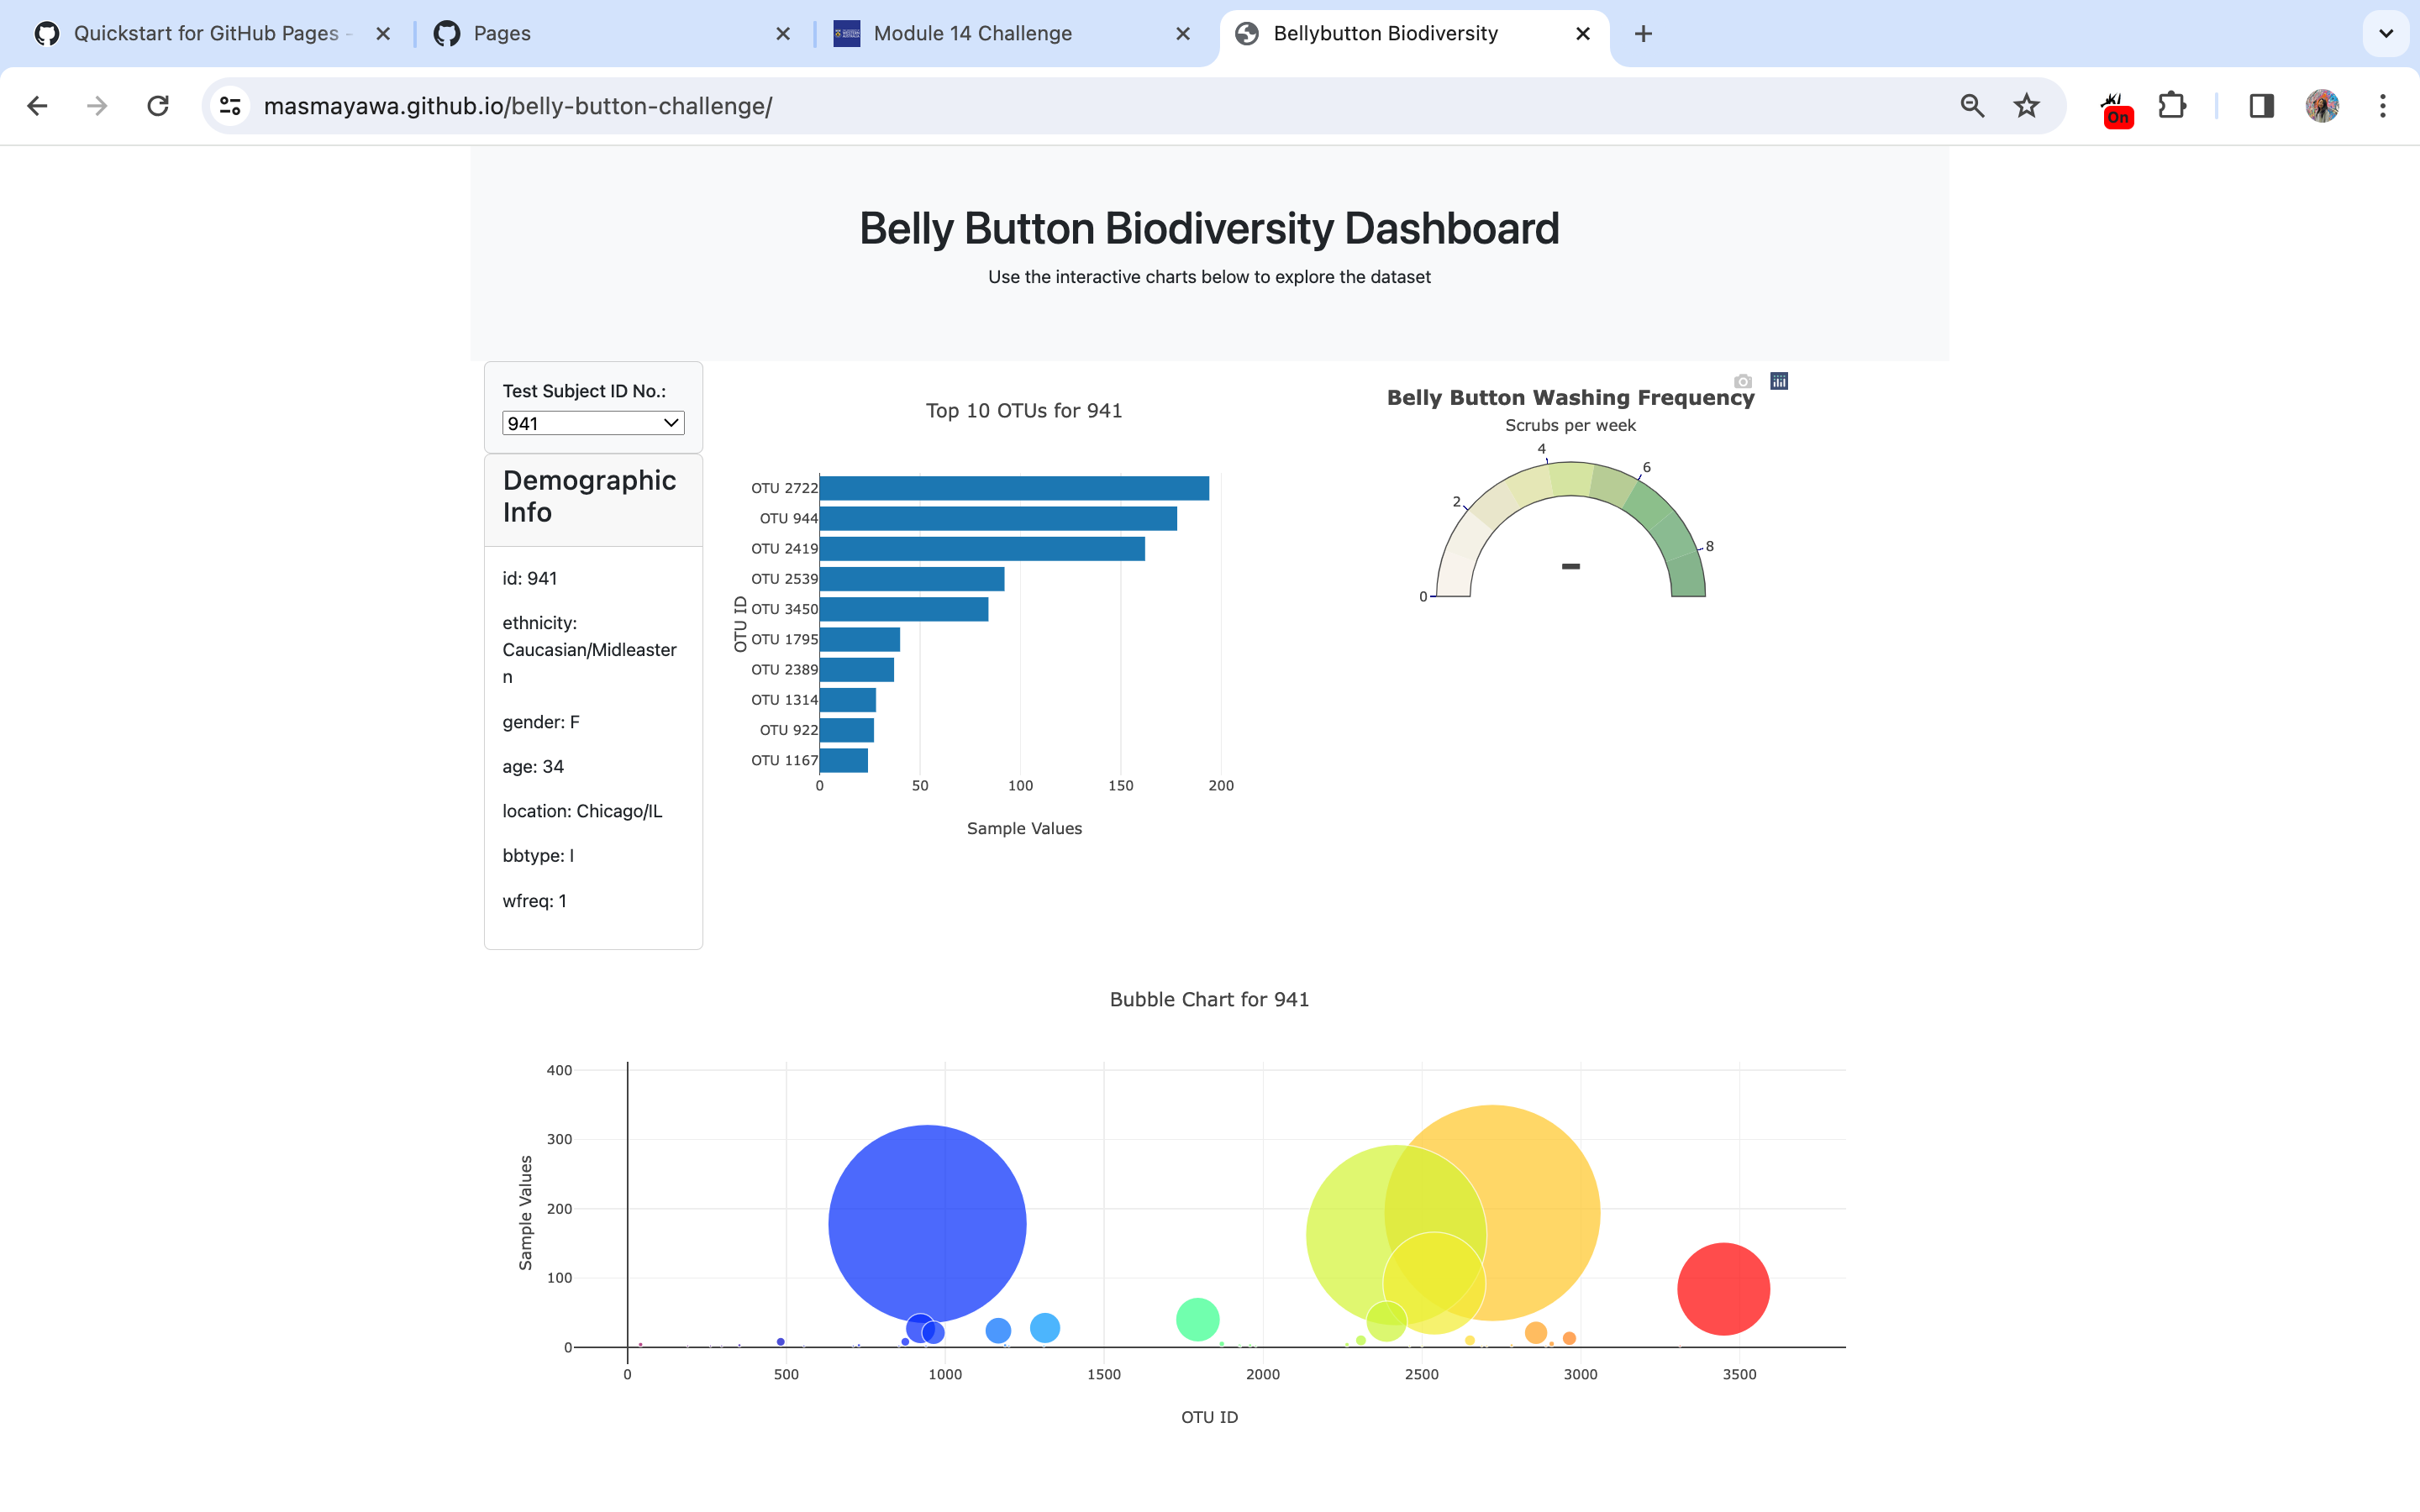 Quickstart for GitHub Pages -
Pages
Module 14 Challenge
Bellybutton Biodiversity
masmayawa.github.io/belly-button-challenge/
On
Belly Button Biodiversity Dashboard
Use the interactive charts below to explore the dataset
Test Subject ID No.:
941
Demographic
Info
id: 941
ethnicity:
Caucasian/Midleaster
n
gender: F
age: 34
location: Chicago/IL
bbtype: I
wfreq: 1
Top 10 OTUs for 941
OTU ID
OTU 2722
OTU 944
OTU 2419
OTU 2539
OTU 3450
OTU 1795
OTU 2389
OTU 1314
OTU 922
OTU 1167
0 50 100 150 200
Sample Values
Belly Button Washing Frequency
Scrubs per week
0
2
4
6
8
-
Bubble Chart for 941
Sample Values
400
300
200
100
0
0 500 1000 1500 2000 2500 3000 3500
OTU ID